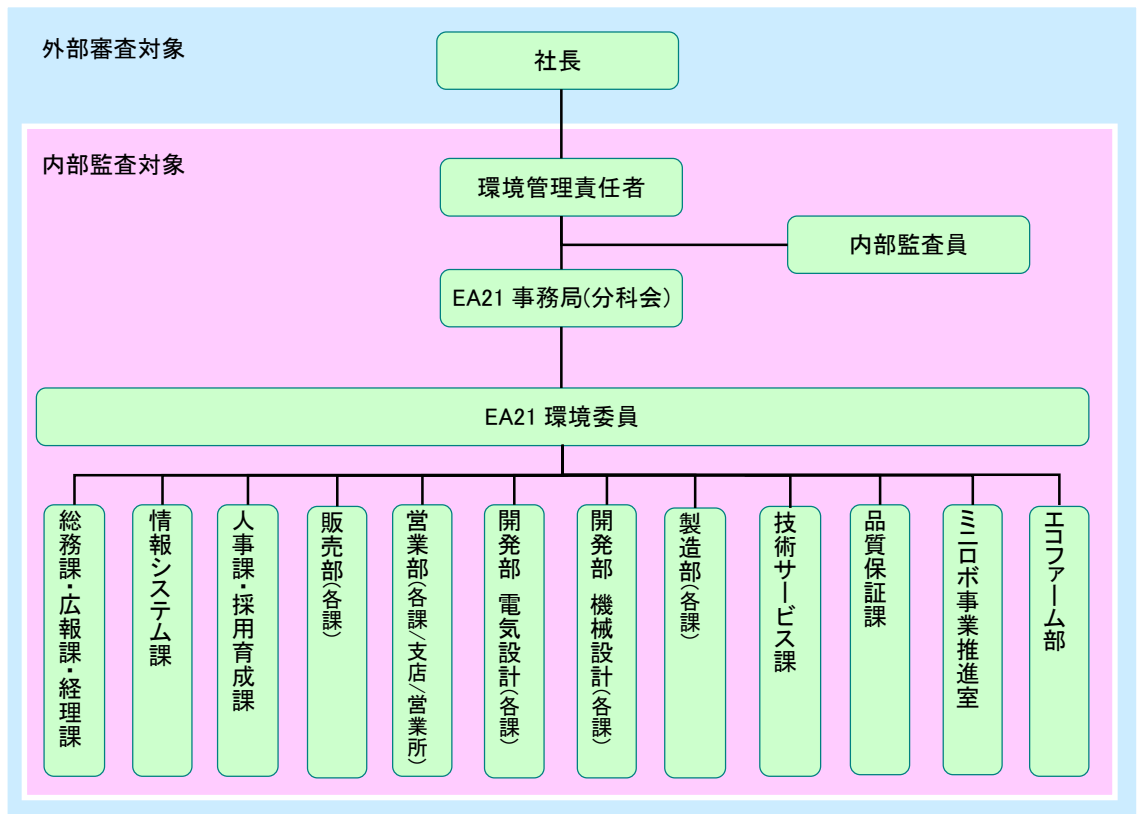 外部審査対象
社長
内部監査対象
環境管理責任者
内部監査員
EA21 事務局(分科会)
EA21 環境委員
総務課・広報課・経理課
情報システム課
人事課・採用育成課
販売部(各課)
営業部(各課/支店/営業所)
開発部 電気設計(各課)
開発部 機械設計(各課)
製造部(各課)
技術サービス課
品質保証課
ミニロボ事業推進室
エコファーム部